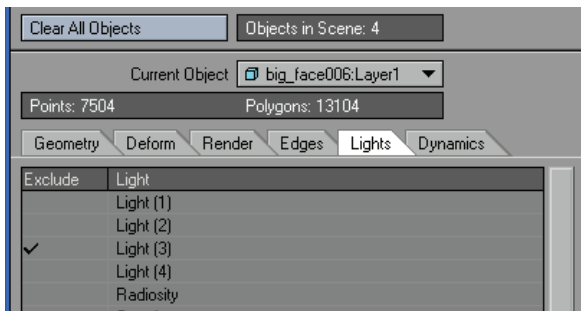 Clear All Objects Objects in Scene: 4
Current Object big_face006:Layer1
Points: 7504 Polygons: 13104
Geometry Deform Render Edges Lights Dynamics
Exclude Light
Light (1)
Light (2)
Light (3)
Light (4)
Radiosity